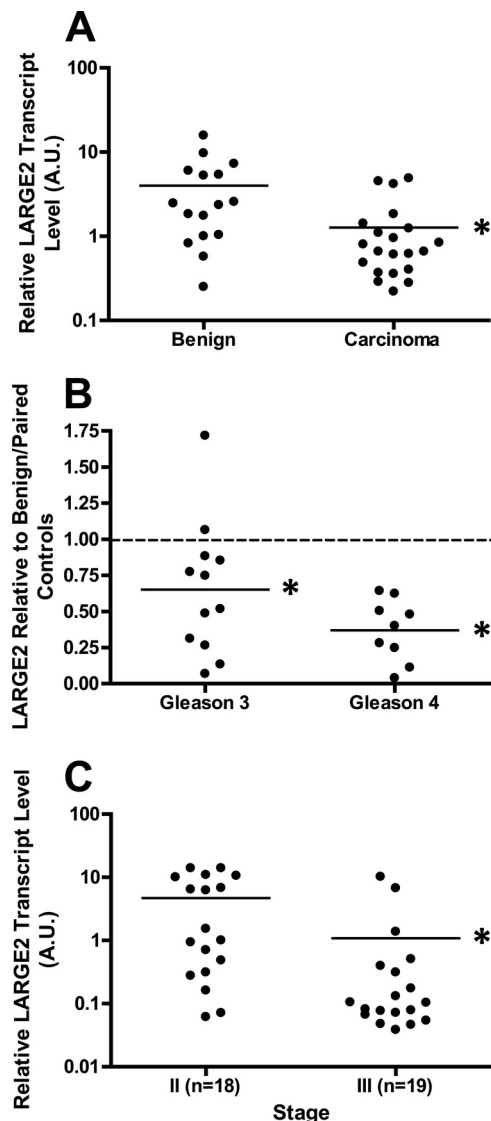 A
Relative LARGE2 Transcript
Level (A.U.)
100
10
1
0.1
Benign
Carcinoma
*
B
LARGE2 Relative to Benign/Paired
Controls
1.75
1.50
1.25
1.00
0.75
0.50
0.25
0.00
*
*
Gleason 3
Gleason 4
C
Relative LARGE2 Transcript Level
(A.U.)
100
10
1
0.1
0.01
*
II (n=18)
III (n=19)
Stage